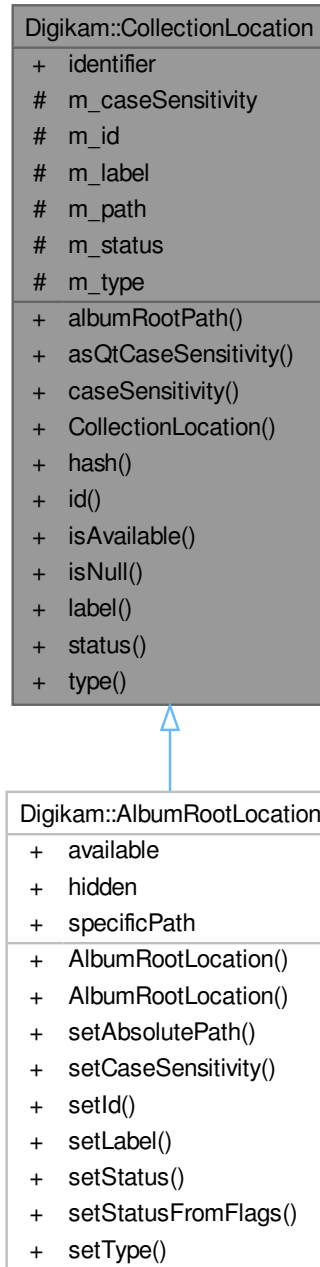 Digikam::CollectionLocation
+ identifier
# m_caseSensitivity
# m_id
# m_label
# m_path
# m_status
# m_type
+ albumRootPath()
+ asQtCaseSensitivity()
+ caseSensitivity()
+ CollectionLocation()
+ hash()
+ id()
+ isAvailable()
+ isNull()
+ label()
+ status()
+ type()
Digikam::AlbumRootLocation
+ available
+ hidden
+ specificPath
+ AlbumRootLocation()
+ AlbumRootLocation()
+ setAbsolutePath()
+ setCaseSensitivity()
+ setId()
+ setLabel()
+ setStatus()
+ setStatusFromFlags()
+ setType()